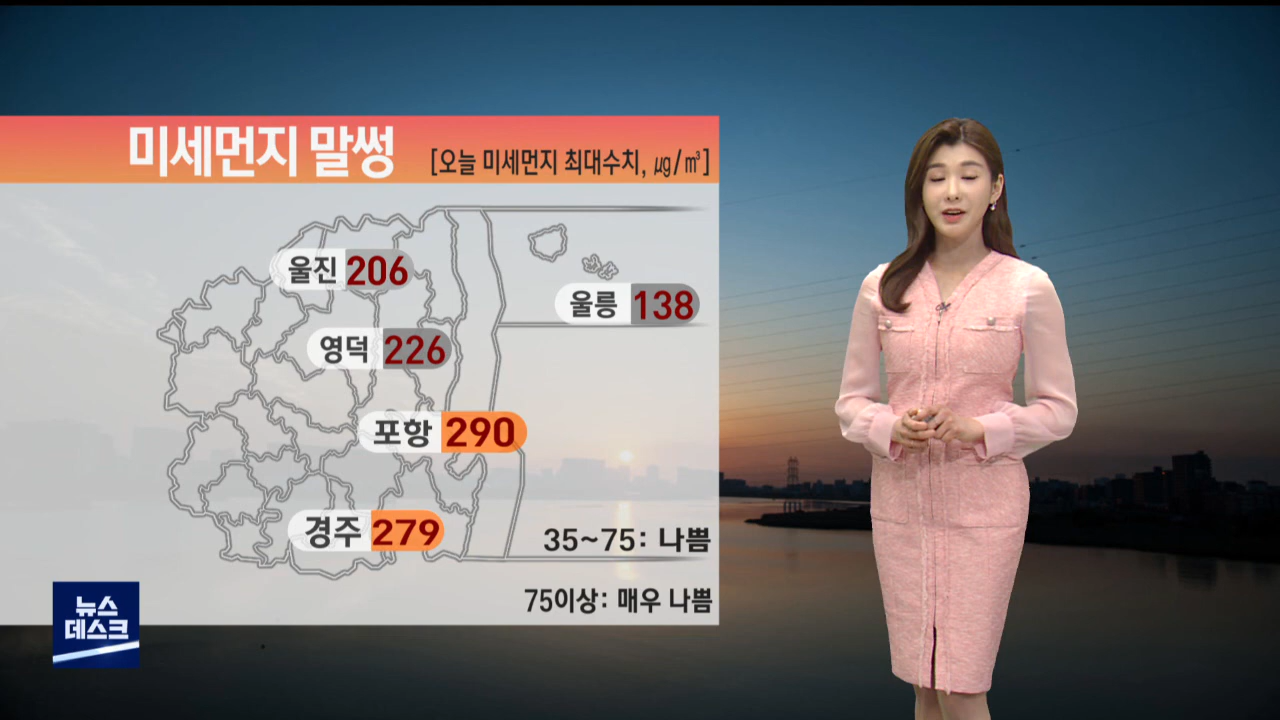 미세먼지 말썽
[오늘 미세먼지 최대수치, μg/㎥]
울진 206
울릉 138
영덕 226
포항 290
경주 279
35~75: 나쁨
75이상: 매우 나쁨
뉴스
데스크